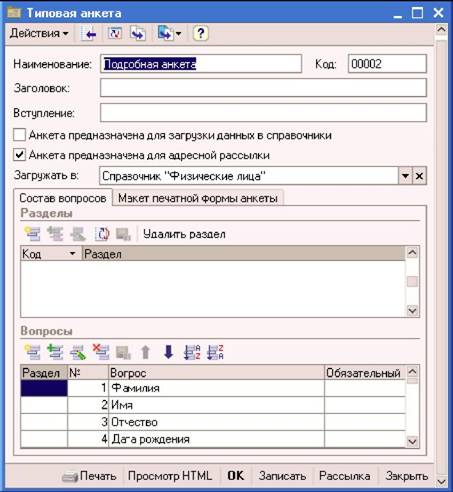 Типовая анкета
Действия
Наименование: Подробная анкета Код: 00002
Заголовок:
Вступление:
Анкета предназначена для загрузки данных в справочники
Анкета предназначена для адресной рассылки
Загружать в: Справочник "Физические лица"
Состав вопросов Макет печатной формы анкеты
Разделы
Удалить раздел
Код Раздел
Вопросы
Раздел № Вопрос Обязательный
1 Фамилия
2 Имя
3 Отчество
4 Дата рождения
Печать Просмотр HTML OK Записать Рассылка Закрыть